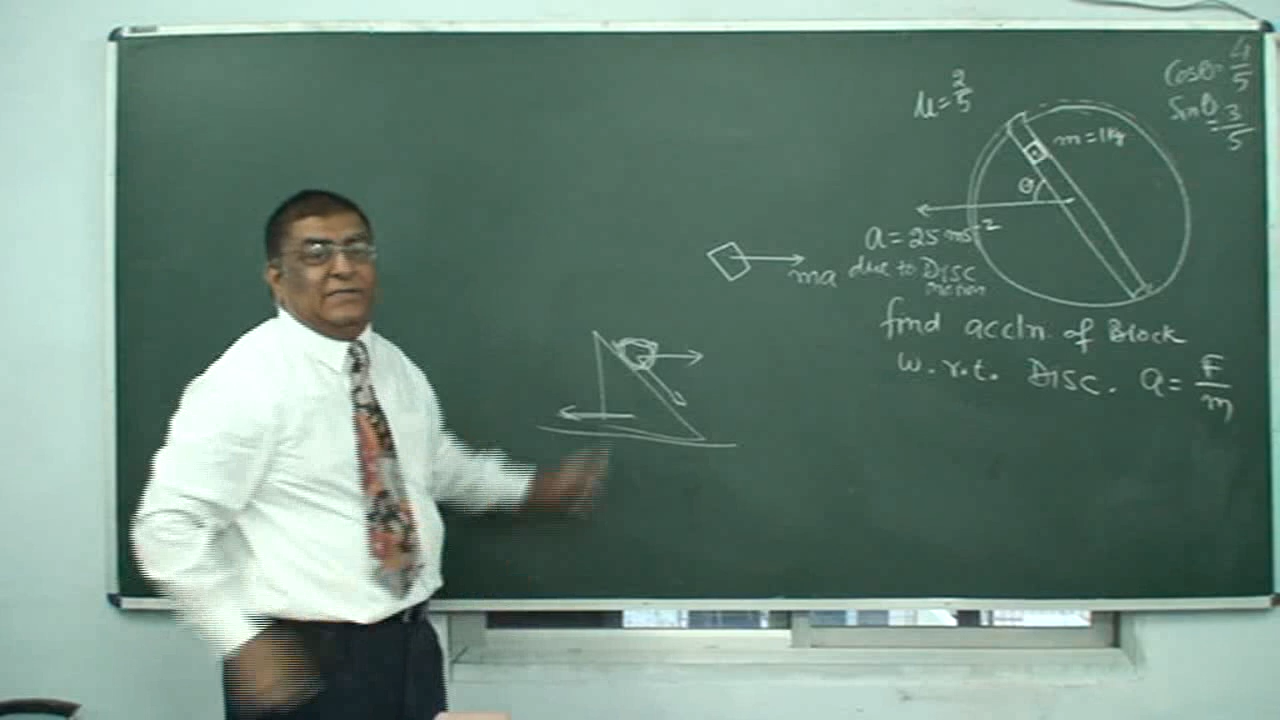 μ = 2/5
cosθ = 4/5
sinθ = 3/5
m = 1kg
θ
a = 25 ms⁻²
due to DISC
motion
ma
find accln. of Block
w.r.t. DISC. a = F/m